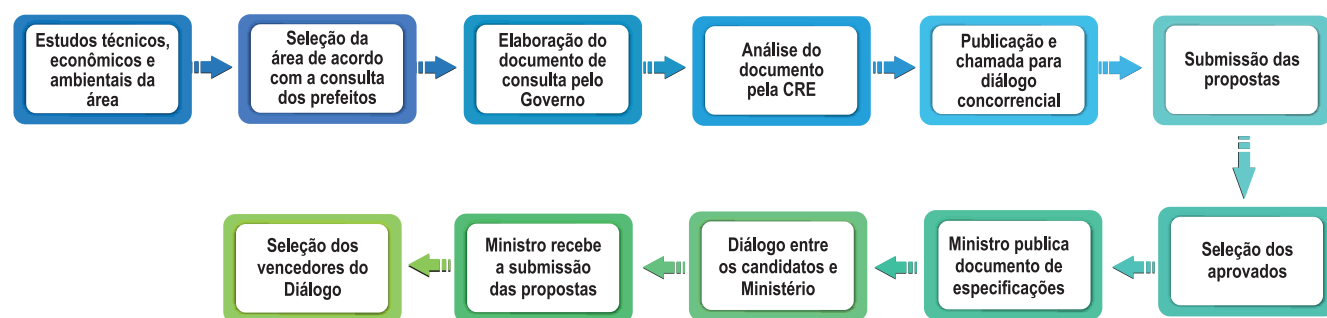 Estudos técnicos,
econômicos e
ambientais da
área
Seleção da
área de acordo
com a consulta
dos prefeitos
Elaboração do
documento de
consulta pelo
Governo
Análise do
documento
pela CRE
Publicação e
chamada para
diálogo
concorrencial
Submissão das
propostas
Seleção dos
aprovados
Ministro publica
documento de
especificações
Diálogo entre
os candidatos e
Ministério
Ministro recebe
a submissão
das propostas
Seleção dos
vencedores do
Diálogo